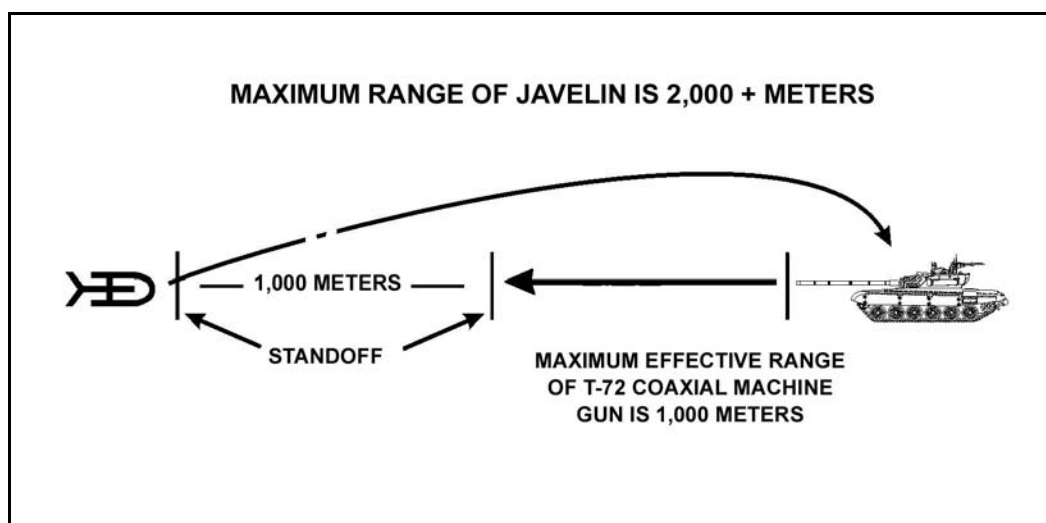 MAXIMUM RANGE OF JAVELIN IS 2,000 + METERS
1,000 METERS
STANDOFF
MAXIMUM EFFECTIVE RANGE
OF T-72 COAXIAL MACHINE
GUN IS 1,000 METERS